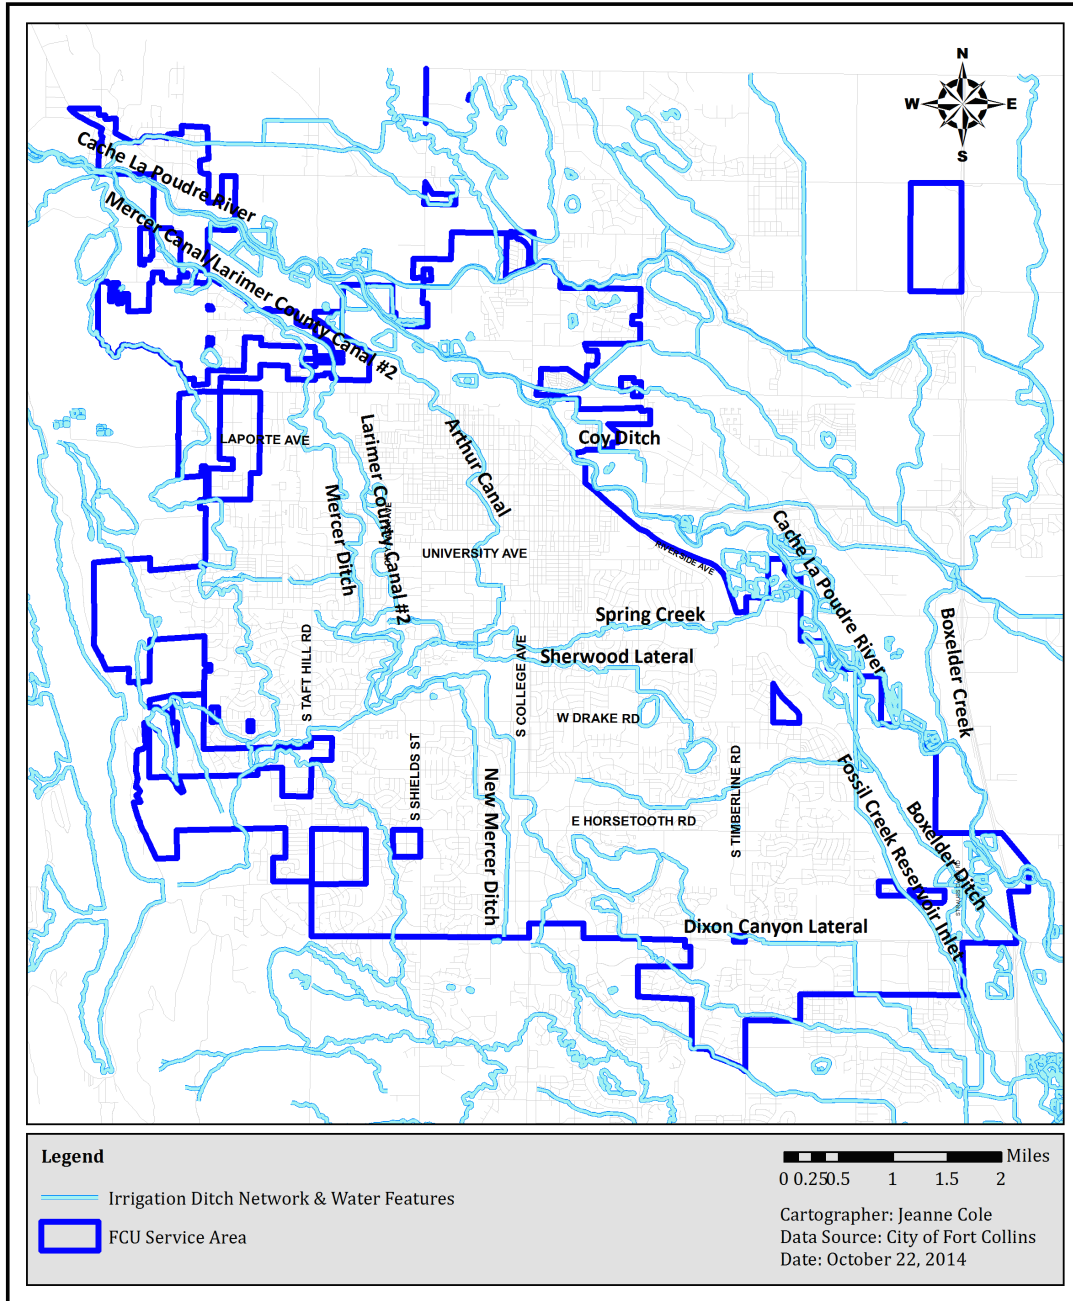 N
W E
S
Cache La Poudre River
Mercer Canal/Larimer County Canal #2
LAPORTE AVE
Larimer County Canal #2
Arthur Canal
Coy Ditch
Mercer Ditch
UNIVERSITY AVE
RIVERSIDE AVE
Cache La Poudre River
Spring Creek
Boxelder Creek
S TAFT HILL RD
S COLLEGE AVE
Sherwood Lateral
W DRAKE RD
S SHIELDS ST
New Mercer Ditch
S TIMBERLINE RD
E HORSETOOTH RD
Fossil Creek Reservoir Inlet
Boxelder Ditch
Dixon Canyon Lateral
Legend
Irrigation Ditch Network & Water Features
FCU Service Area
Miles
0 0.25 0.5 1 1.5 2
Cartographer: Jeanne Cole
Data Source: City of Fort Collins
Date: October 22, 2014